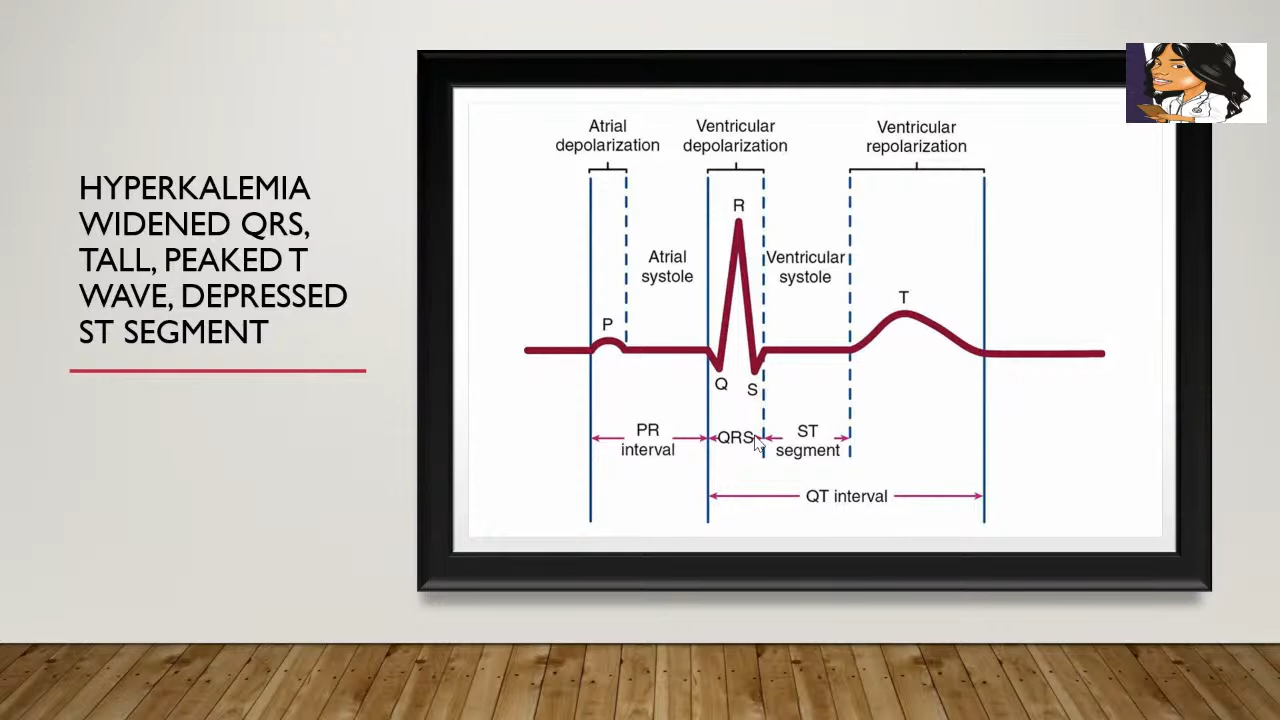 HYPERKALEMIA
WIDENED QRS,
TALL, PEAKED T
WAVE, DEPRESSED
ST SEGMENT
Atrial
depolarization
Ventricular
depolarization
Ventricular
repolarization
R
Atrial
systole
Ventricular
systole
T
P
Q
S
PR
interval
QRS
ST
segment
QT interval